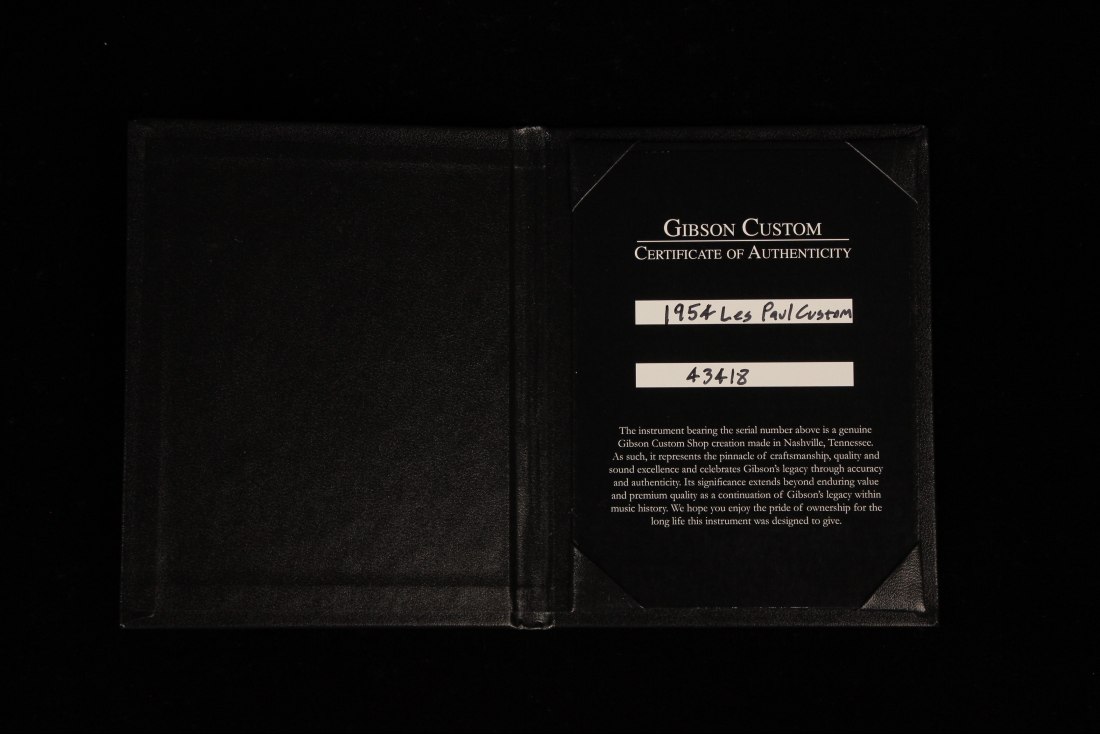 GIBSON CUSTOM
CERTIFICATE OF AUTHENTICITY
1954 Les Paul Custom
43418
The instrument bearing the serial number above is a genuine
Gibson Custom Shop creation made in Nashville, Tennessee.
As such, it represents the pinnacle of craftsmanship, quality and
sound excellence and celebrates Gibson's legacy through accuracy
and authenticity. Its significance extends beyond enduring value
and premium quality as a continuation of Gibson's legacy within
music history. We hope you enjoy the pride of ownership for the
long life this instrument was designed to give.